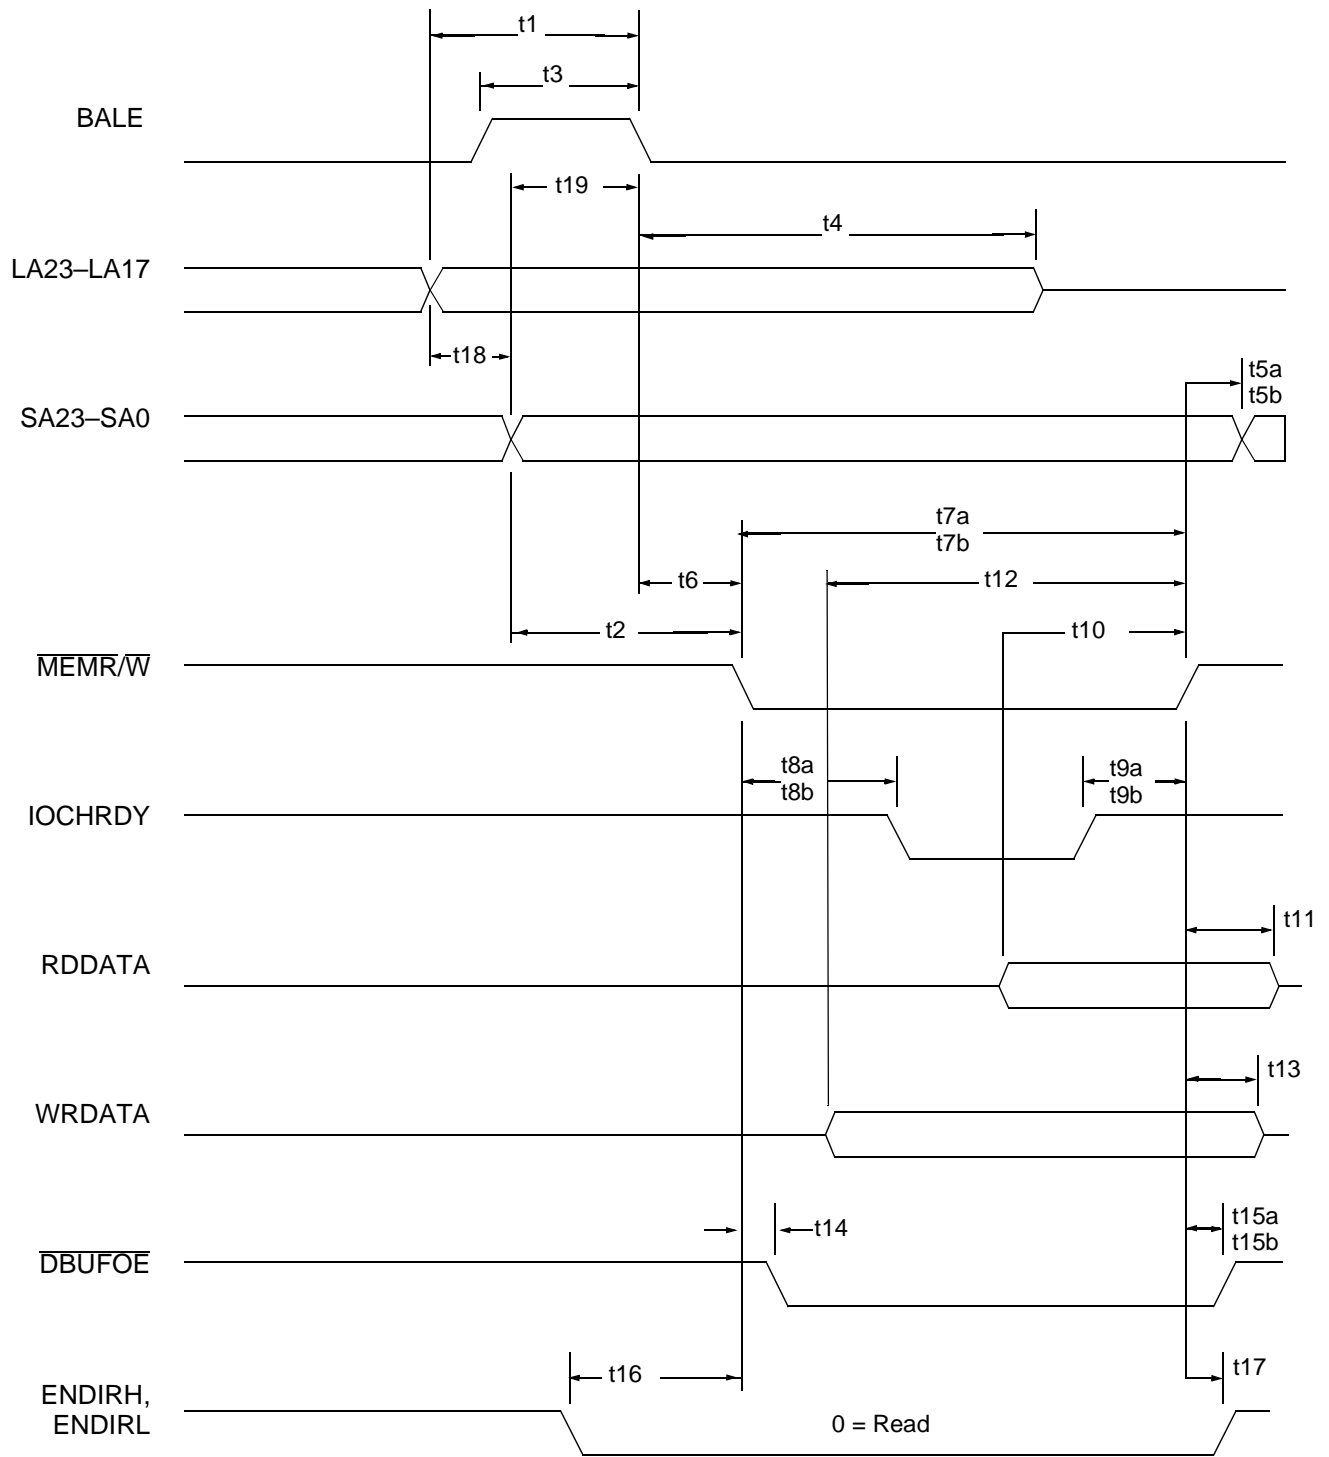 t1
t3
BALE
t19
t4
LA23–LA17
t18
t5a
t5b
SA23–SA0
t7a
t7b
t6
t12
t2
t10
MEMR/W
t8a
t8b
t9a
t9b
IOCHRDY
t11
RDDATA
t13
WRDATA
t14
t15a
t15b
DBUFOE
t16
t17
ENDIRH,
ENDIRL
0 = Read